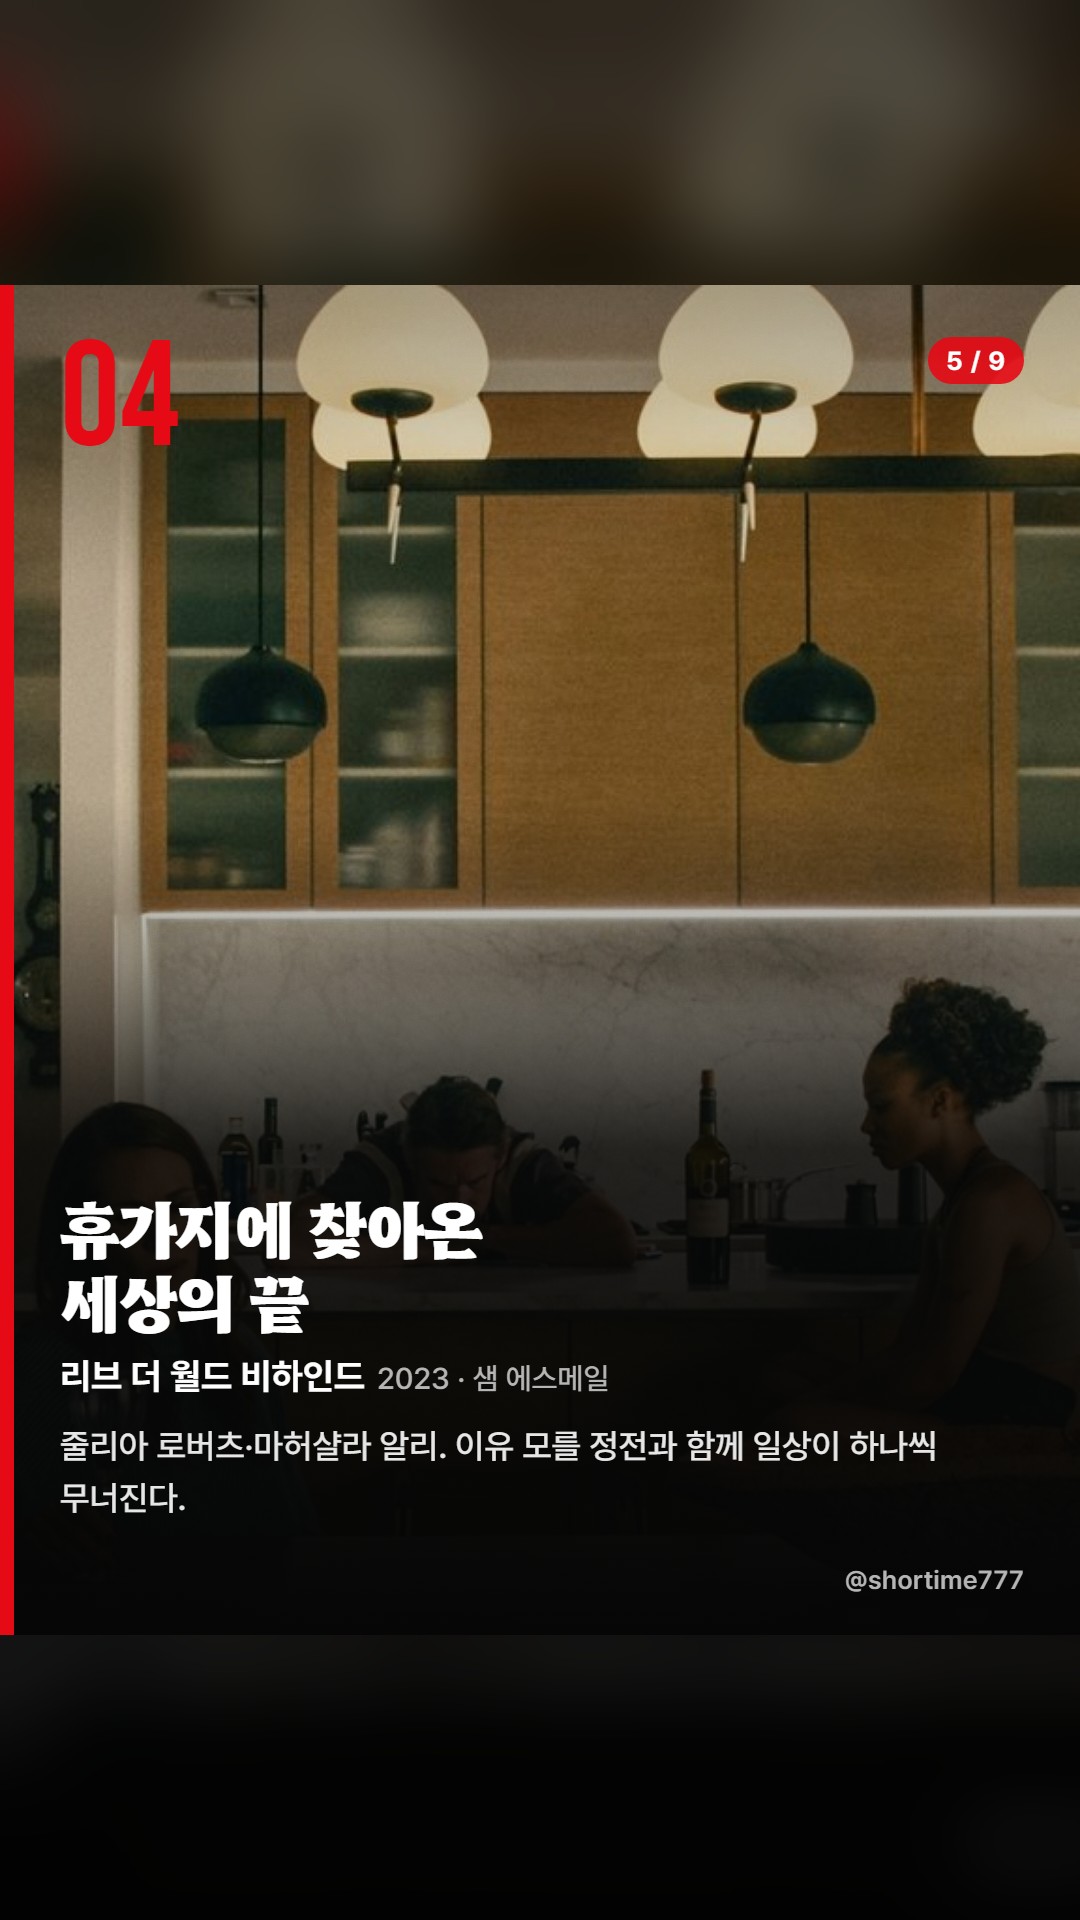 04
5 / 9
휴가지에 찾아온
세상의 끝
리브 더 월드 비하인드 2023 · 샘 에스메일
줄리아 로버츠·마허샬라 알리. 이유 모를 정전과 함께 일상이 하나씩
무너진다.
@shortime777